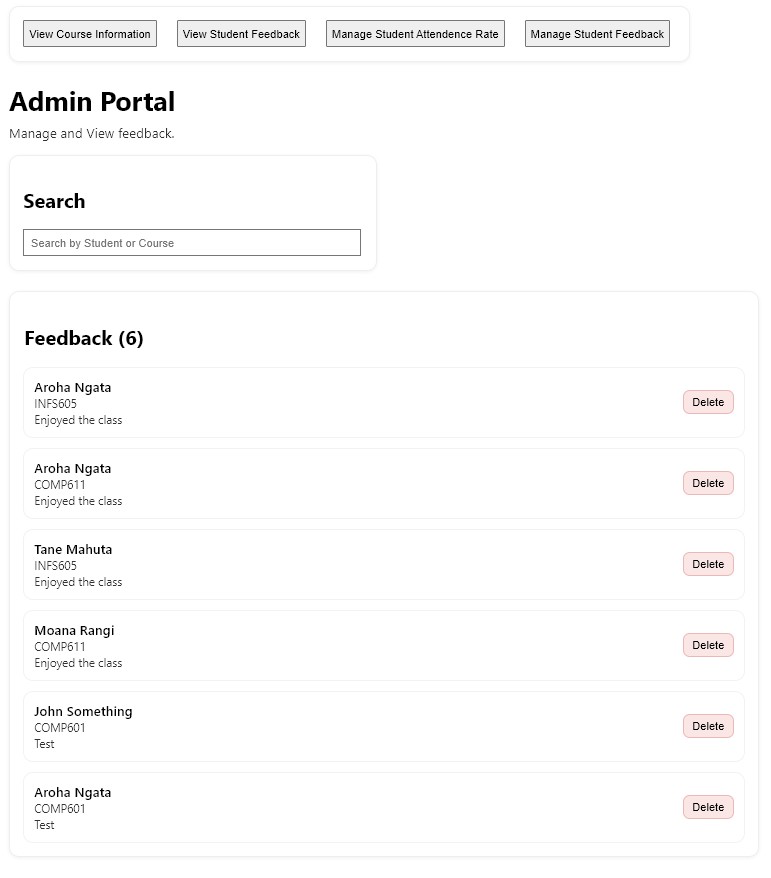 View Course Information View Student Feedback Manage Student Attendence Rate Manage Student Feedback
Admin Portal
Manage and View feedback.
Search
Search by Student or Course
Feedback (6)
Aroha Ngata
INFS605
Enjoyed the class
Delete
Aroha Ngata
COMP611
Enjoyed the class
Delete
Tane Mahuta
INFS605
Enjoyed the class
Delete
Moana Rangi
COMP611
Enjoyed the class
Delete
John Something
COMP601
Test
Delete
Aroha Ngata
COMP601
Test
Delete